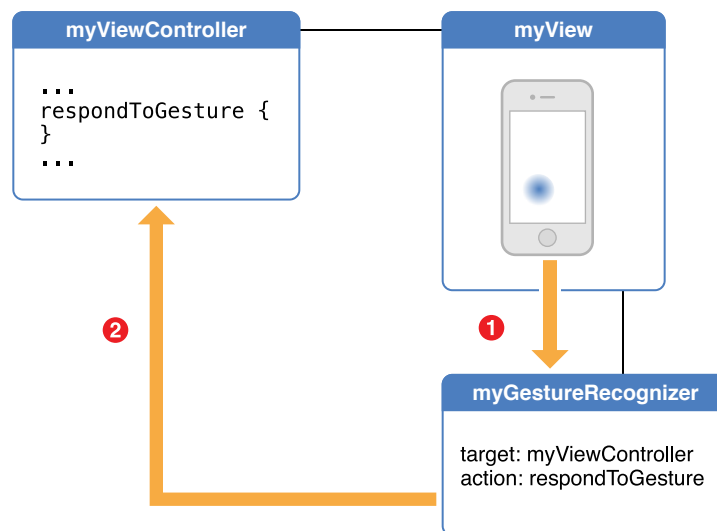 myViewController
...
respondToGesture {
}
...
myView
1
2
myGestureRecognizer
target: myViewController
action: respondToGesture